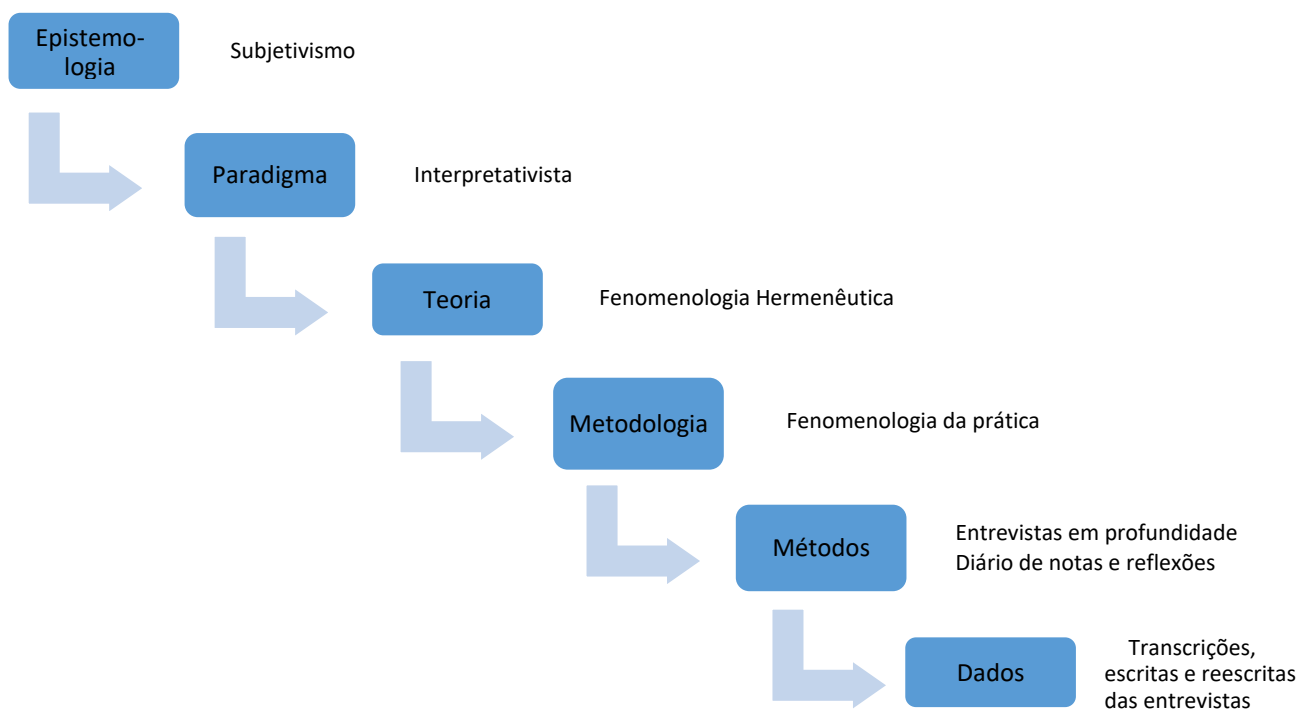 Epistemo-
logia
Subjetivismo
Paradigma
Interpretativista
Teoria
Fenomenologia Hermenêutica
Metodologia
Fenomenologia da prática
Métodos
Entrevistas em profundidade
Diário de notas e reflexões
Dados
Transcrições,
escritas e reescritas
das entrevistas